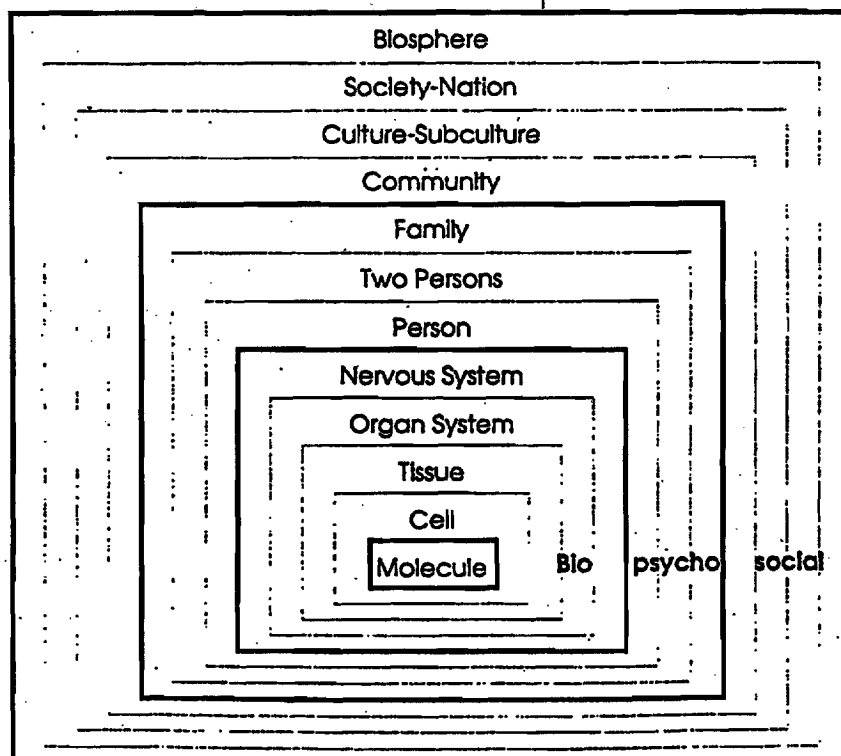 Biosphere
Society-Nation
Culture-Subculture
Community
Family
Two Persons
Person
Nervous System
Organ System
Tissue
Cell
Molecule Bio psycho social